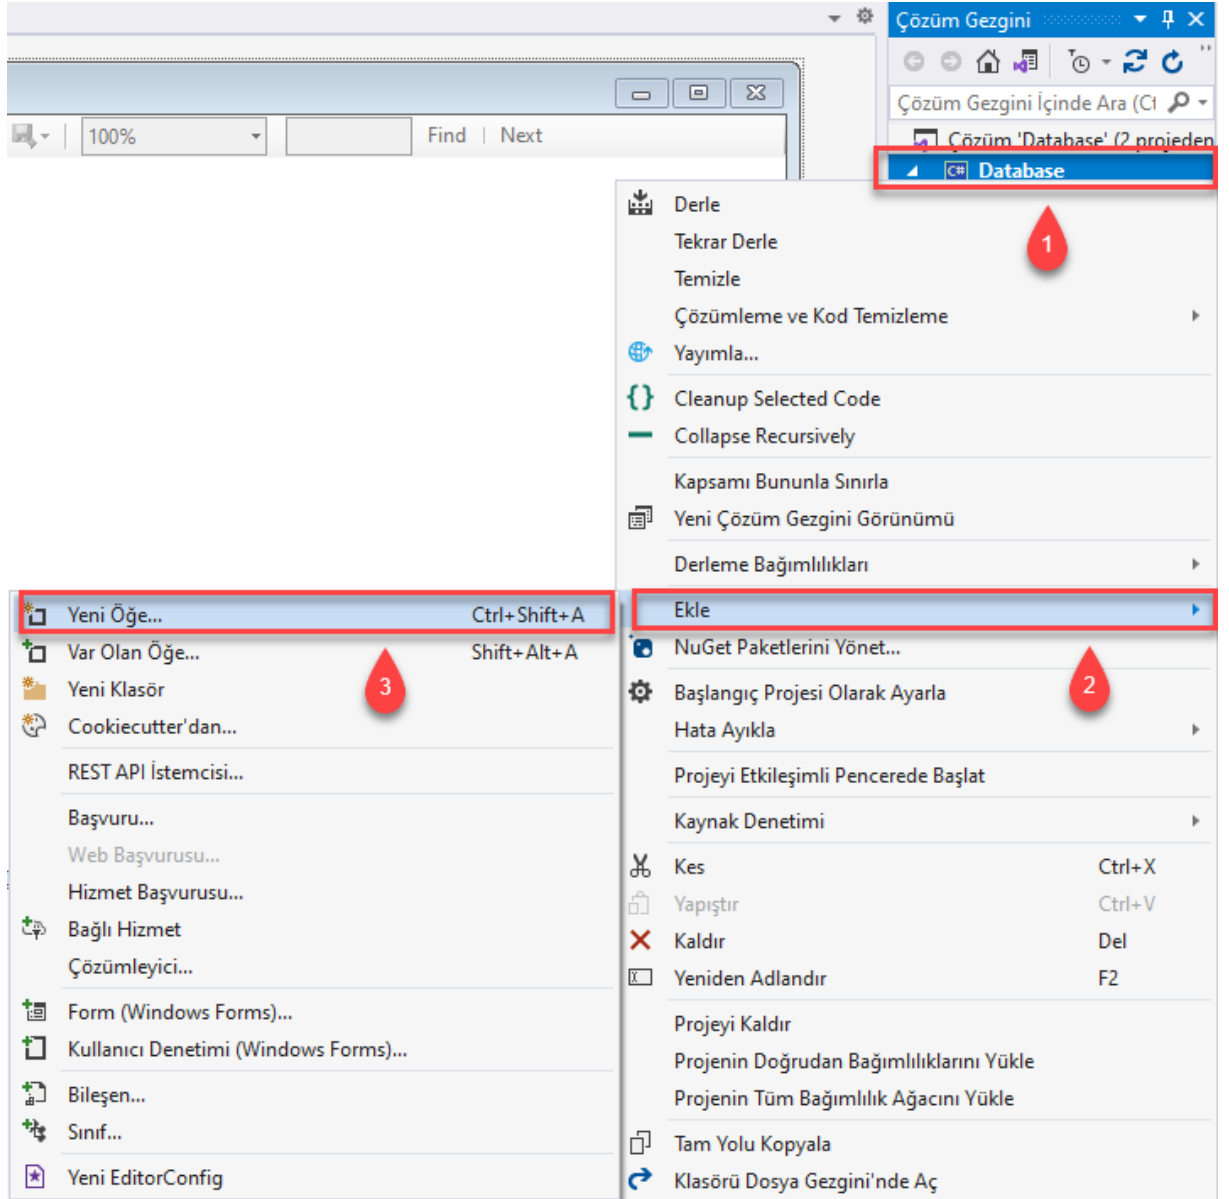 Çözüm Gezgini
Çözüm Gezgini İçinde Ara (Ct
100%
Find | Next
Çözüm 'Database' (2 projeden
C# Database
1
Derle
Tekrar Derle
Temizle
Çözümleme ve Kod Temizleme
Yayımla...
Cleanup Selected Code
Collapse Recursively
Kapsamı Bununla Sınırla
Yeni Çözüm Gezgini Görünümü
Derleme Bağımlılıkları
Ekle
2
NuGet Paketlerini Yönet...
Başlangıç Projesi Olarak Ayarla
Hata Ayıkla
Projeyi Etkileşimli Pencerede Başlat
Kaynak Denetimi
Kes Ctrl+X
Yapıştır Ctrl+V
Kaldır Del
Yeniden Adlandır F2
Projeyi Kaldır
Projenin Doğrudan Bağımlılıklarını Yükle
Projenin Tüm Bağımlılık Ağacını Yükle
Tam Yolu Kopyala
Klasörü Dosya Gezgini'nde Aç
Yeni Öğe... Ctrl+Shift+A
3
Var Olan Öğe... Shift+Alt+A
Yeni Klasör
Cookiecutter'dan...
REST API İstemcisi...
Başvuru...
Web Başvurusu...
Hizmet Başvurusu...
Bağlı Hizmet
Çözümleyici...
Form (Windows Forms)...
Kullanıcı Denetimi (Windows Forms)...
Bileşen...
Sınıf...
Yeni EditorConfig